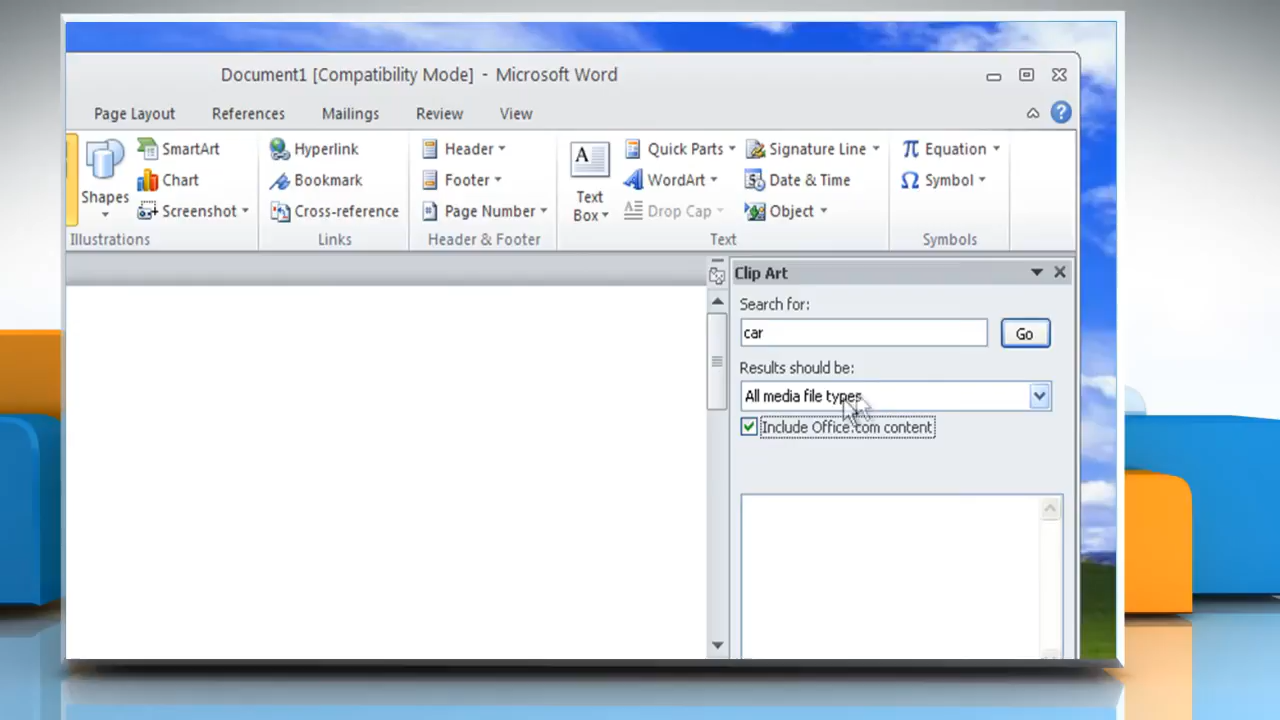 Document1 [Compatibility Mode] - Microsoft Word
Page Layout References Mailings Review View
SmartArt Hyperlink Header Quick Parts Signature Line Equation
Shapes Chart Bookmark Footer Text Box WordArt Date & Time Symbol
Screenshot Cross-reference Page Number Drop Cap Object
Illustrations Links Header & Footer Text Symbols
Clip Art
Search for:
car Go
Results should be:
All media file types
Include Office.com content